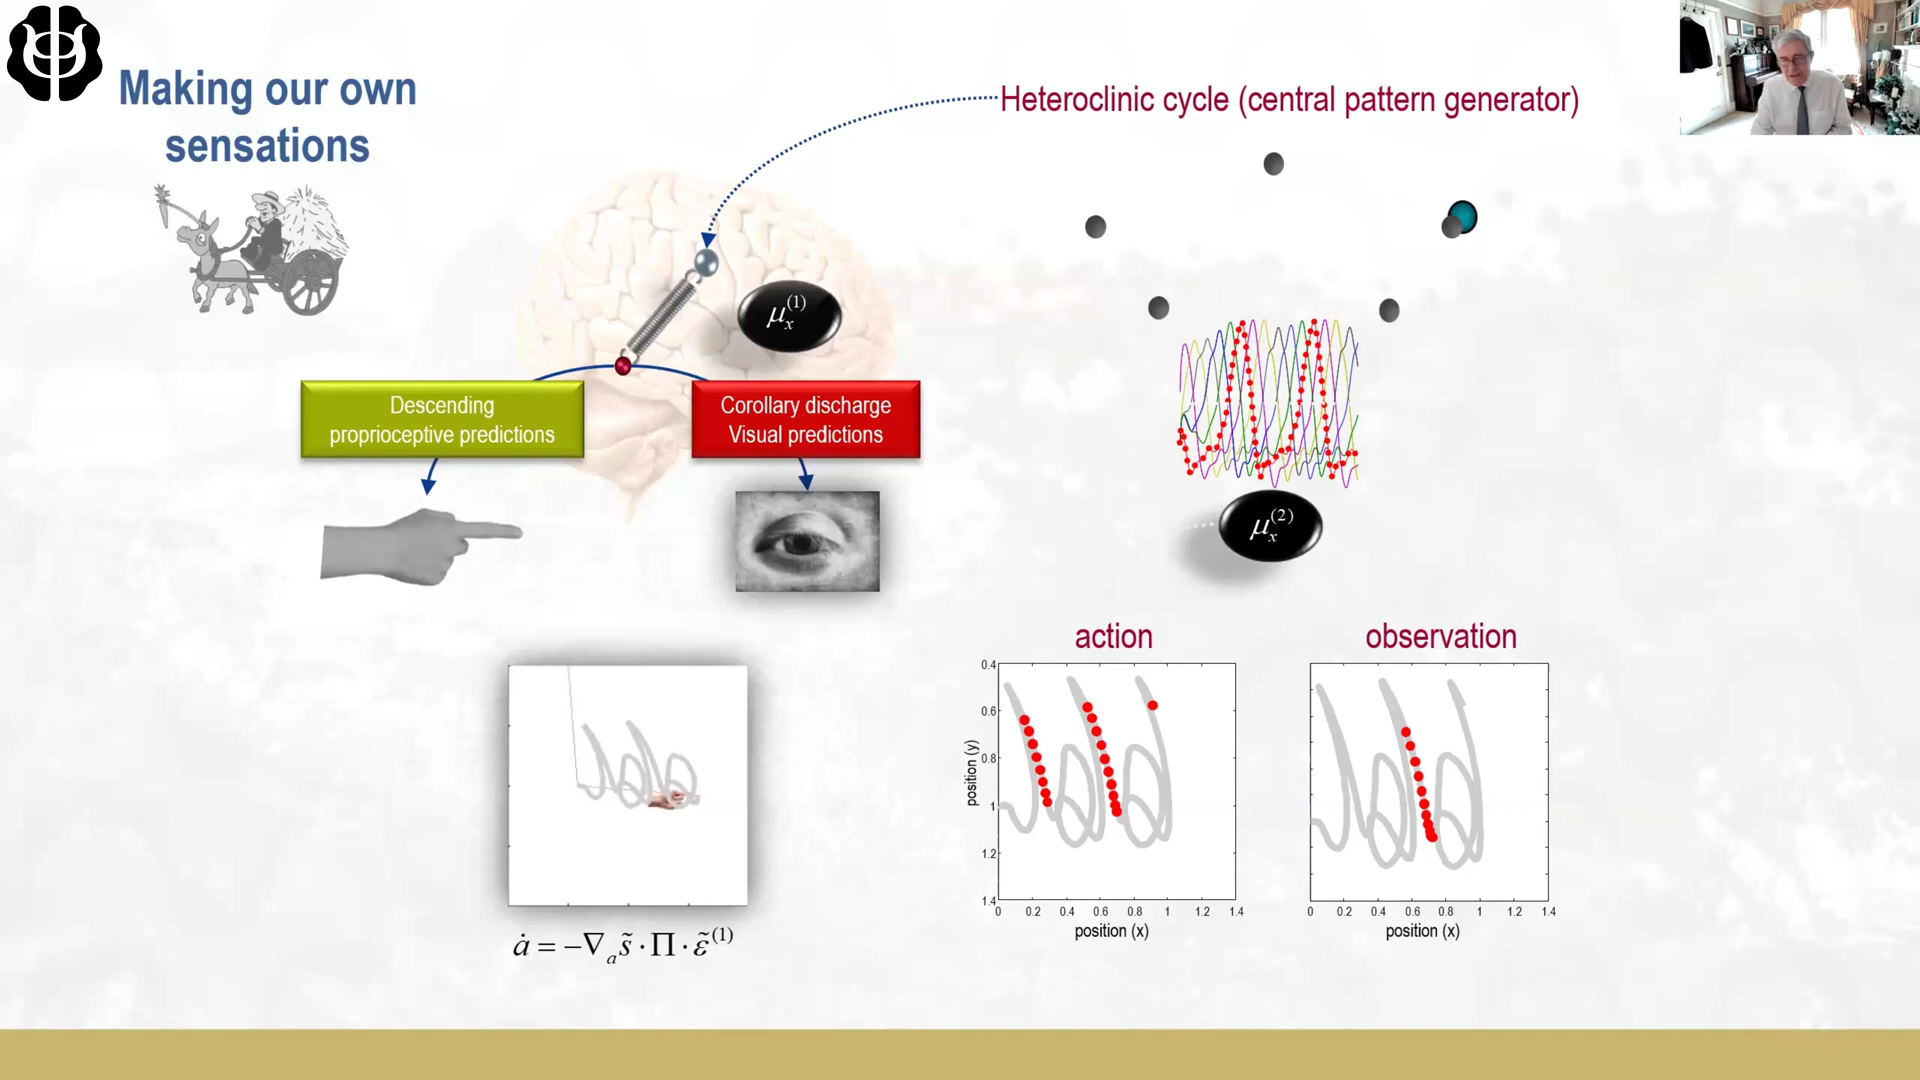 Making our own
sensations
Heteroclinic cycle (central pattern generator)
μₓ⁽¹⁾
Descending
proprioceptive predictions
Corollary discharge
Visual predictions
μₓ⁽²⁾
action
observation
0.4
0.6
0.8
1
1.2
1.4
position (y)
0 0.2 0.4 0.6 0.8 1 1.2 1.4
position (x)
0 0.2 0.4 0.6 0.8 1 1.2 1.4
position (x)
ȧ = −∇ₐs̃ · Π · ε̃⁽¹⁾